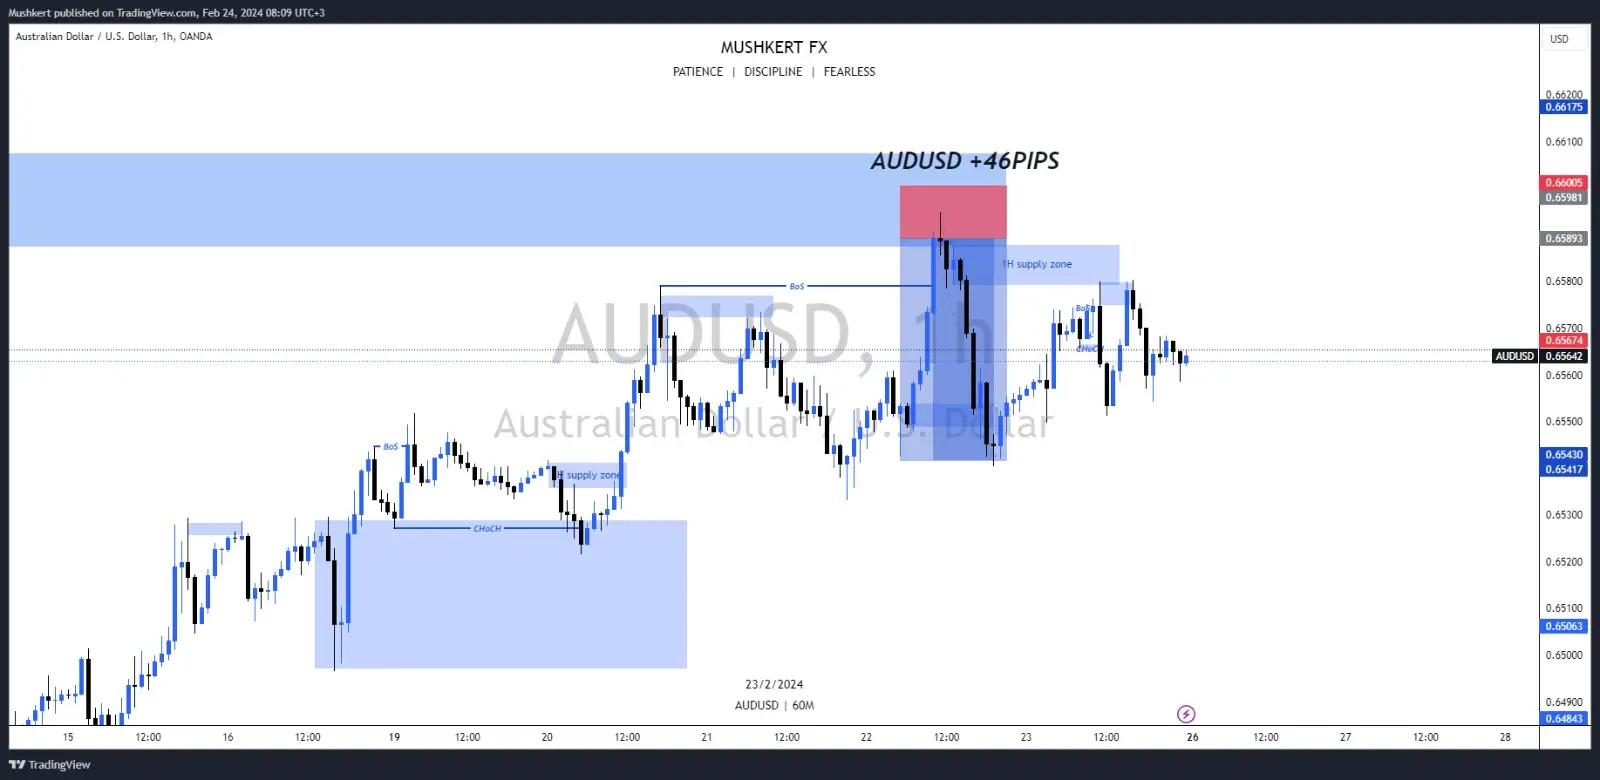 Mushkert published on TradingView.com, Feb 24, 2024 08:09 UTC+3
Australian Dollar / U.S. Dollar, 1h, OANDA
USD
MUSHKERT FX
PATIENCE | DISCIPLINE | FEARLESS
0.66200
0.66175
0.66100
AUDUSD +46PIPS
0.66005
0.65981
0.65893
1H supply zone
0.65800
BoS
BoS
0.65700
AUDUSD, 1h
0.65674
CHoCH
AUDUSD 0.65642
0.65600
Australian Dollar / U.S. Dollar
0.65500
BoS
0.65430
0.65417
H supply zone
0.65300
CHoCH
0.65200
0.65100
0.65063
0.65000
23/2/2024
AUDUSD | 60M
0.64900
0.64843
15 12:00 16 12:00 19 12:00 20 12:00 21 12:00 22 12:00 23 12:00 26 12:00 27 12:00 28
TradingView